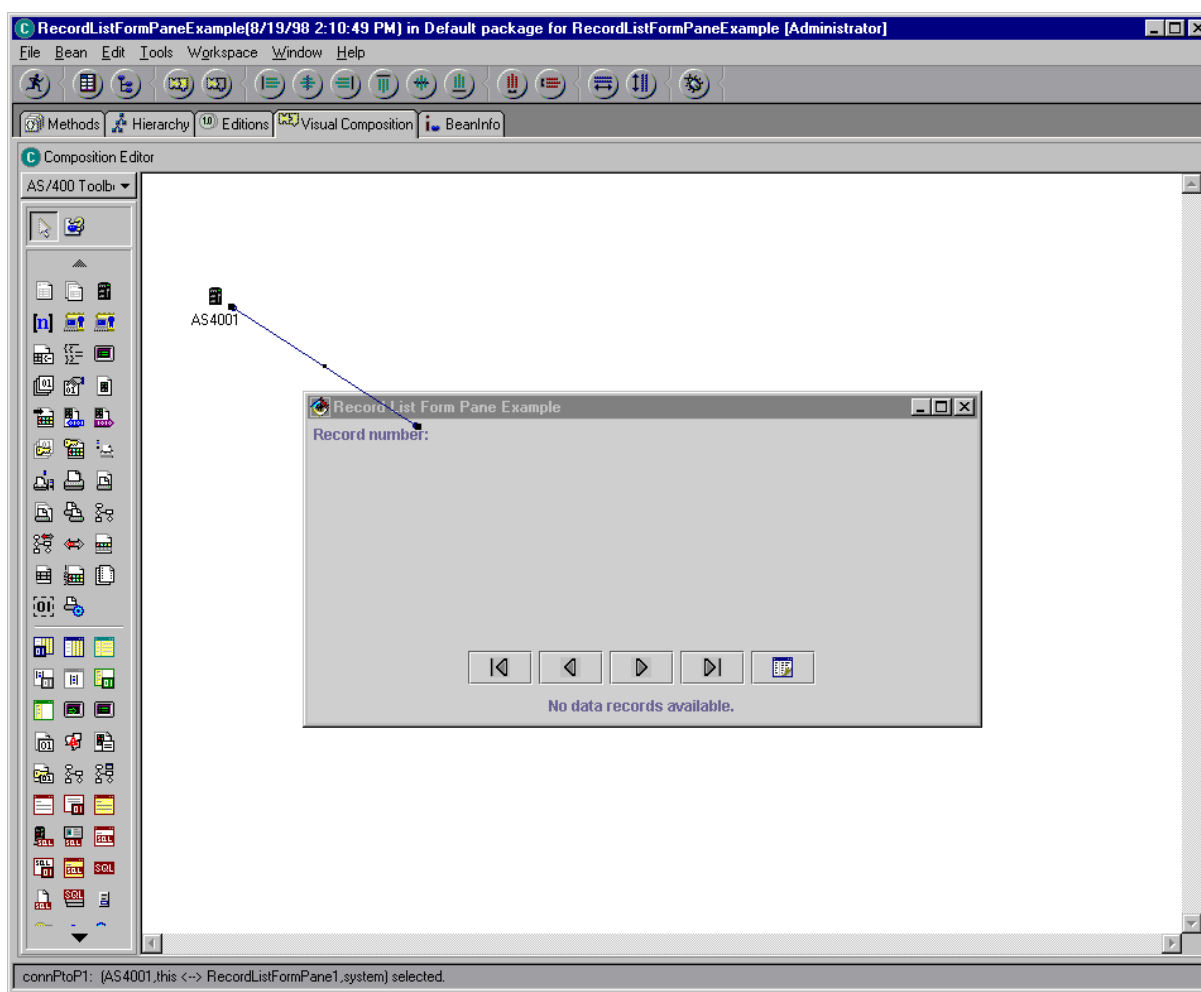 RecordListFormPaneExample(8/19/98 2:10:49 PM) in Default package for RecordListFormPaneExample [Administrator]
File Bean Edit Tools Workspace Window Help
Methods Hierarchy Editions Visual Composition BeanInfo
Composition Editor
AS/400 Toolb
AS4001
Record List Form Pane Example
Record number:
No data records available.
connPtoP1: (AS4001,this <--> RecordListFormPane1,system) selected.